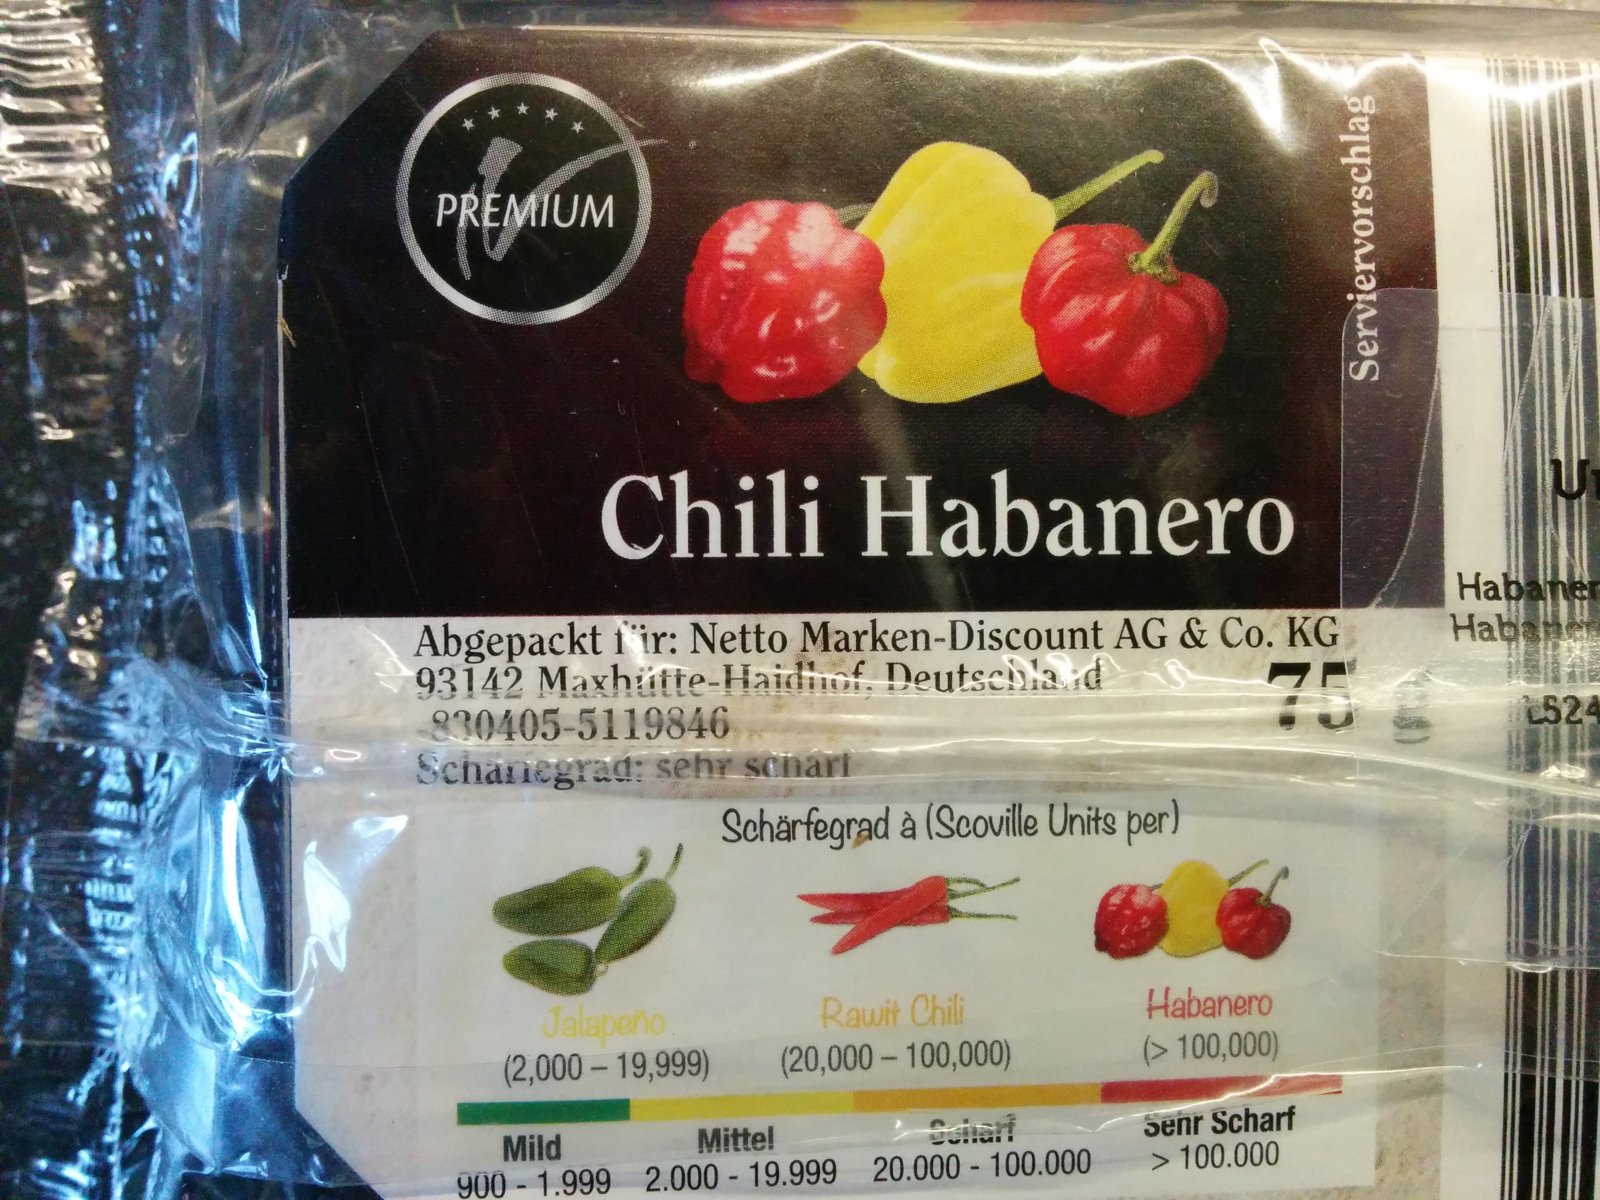 PREMIUM
Serviervorschlag
Chili Habanero
Abgepackt für: Netto Marken-Discount AG & Co. KG
93142 Maxhütte-Haidhof, Deutschland
75 g
-830405-5119846
Schärfegrad: sehr scharf
L524
Schärfegrad à (Scoville Units per)
Jalapeño
Rawit Chili
Habanero
(2,000 – 19,999)
(20,000 – 100,000)
(> 100,000)
Mild
Mittel
Scharf
Sehr Scharf
900 - 1.999
2.000 - 19.999
20.000 - 100.000
> 100.000